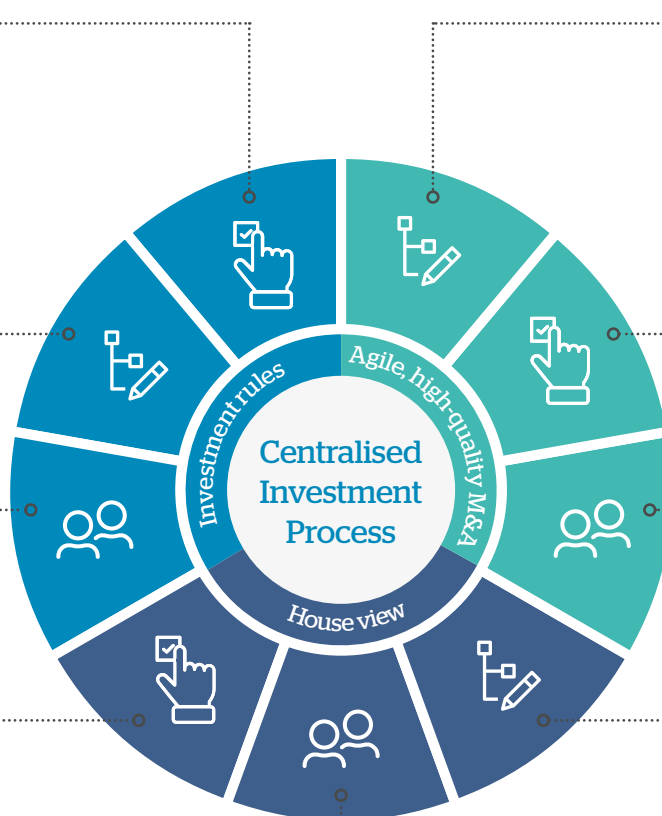 Investment rules
Agile, high-quality M&A
Centralised
Investment
Process
House view